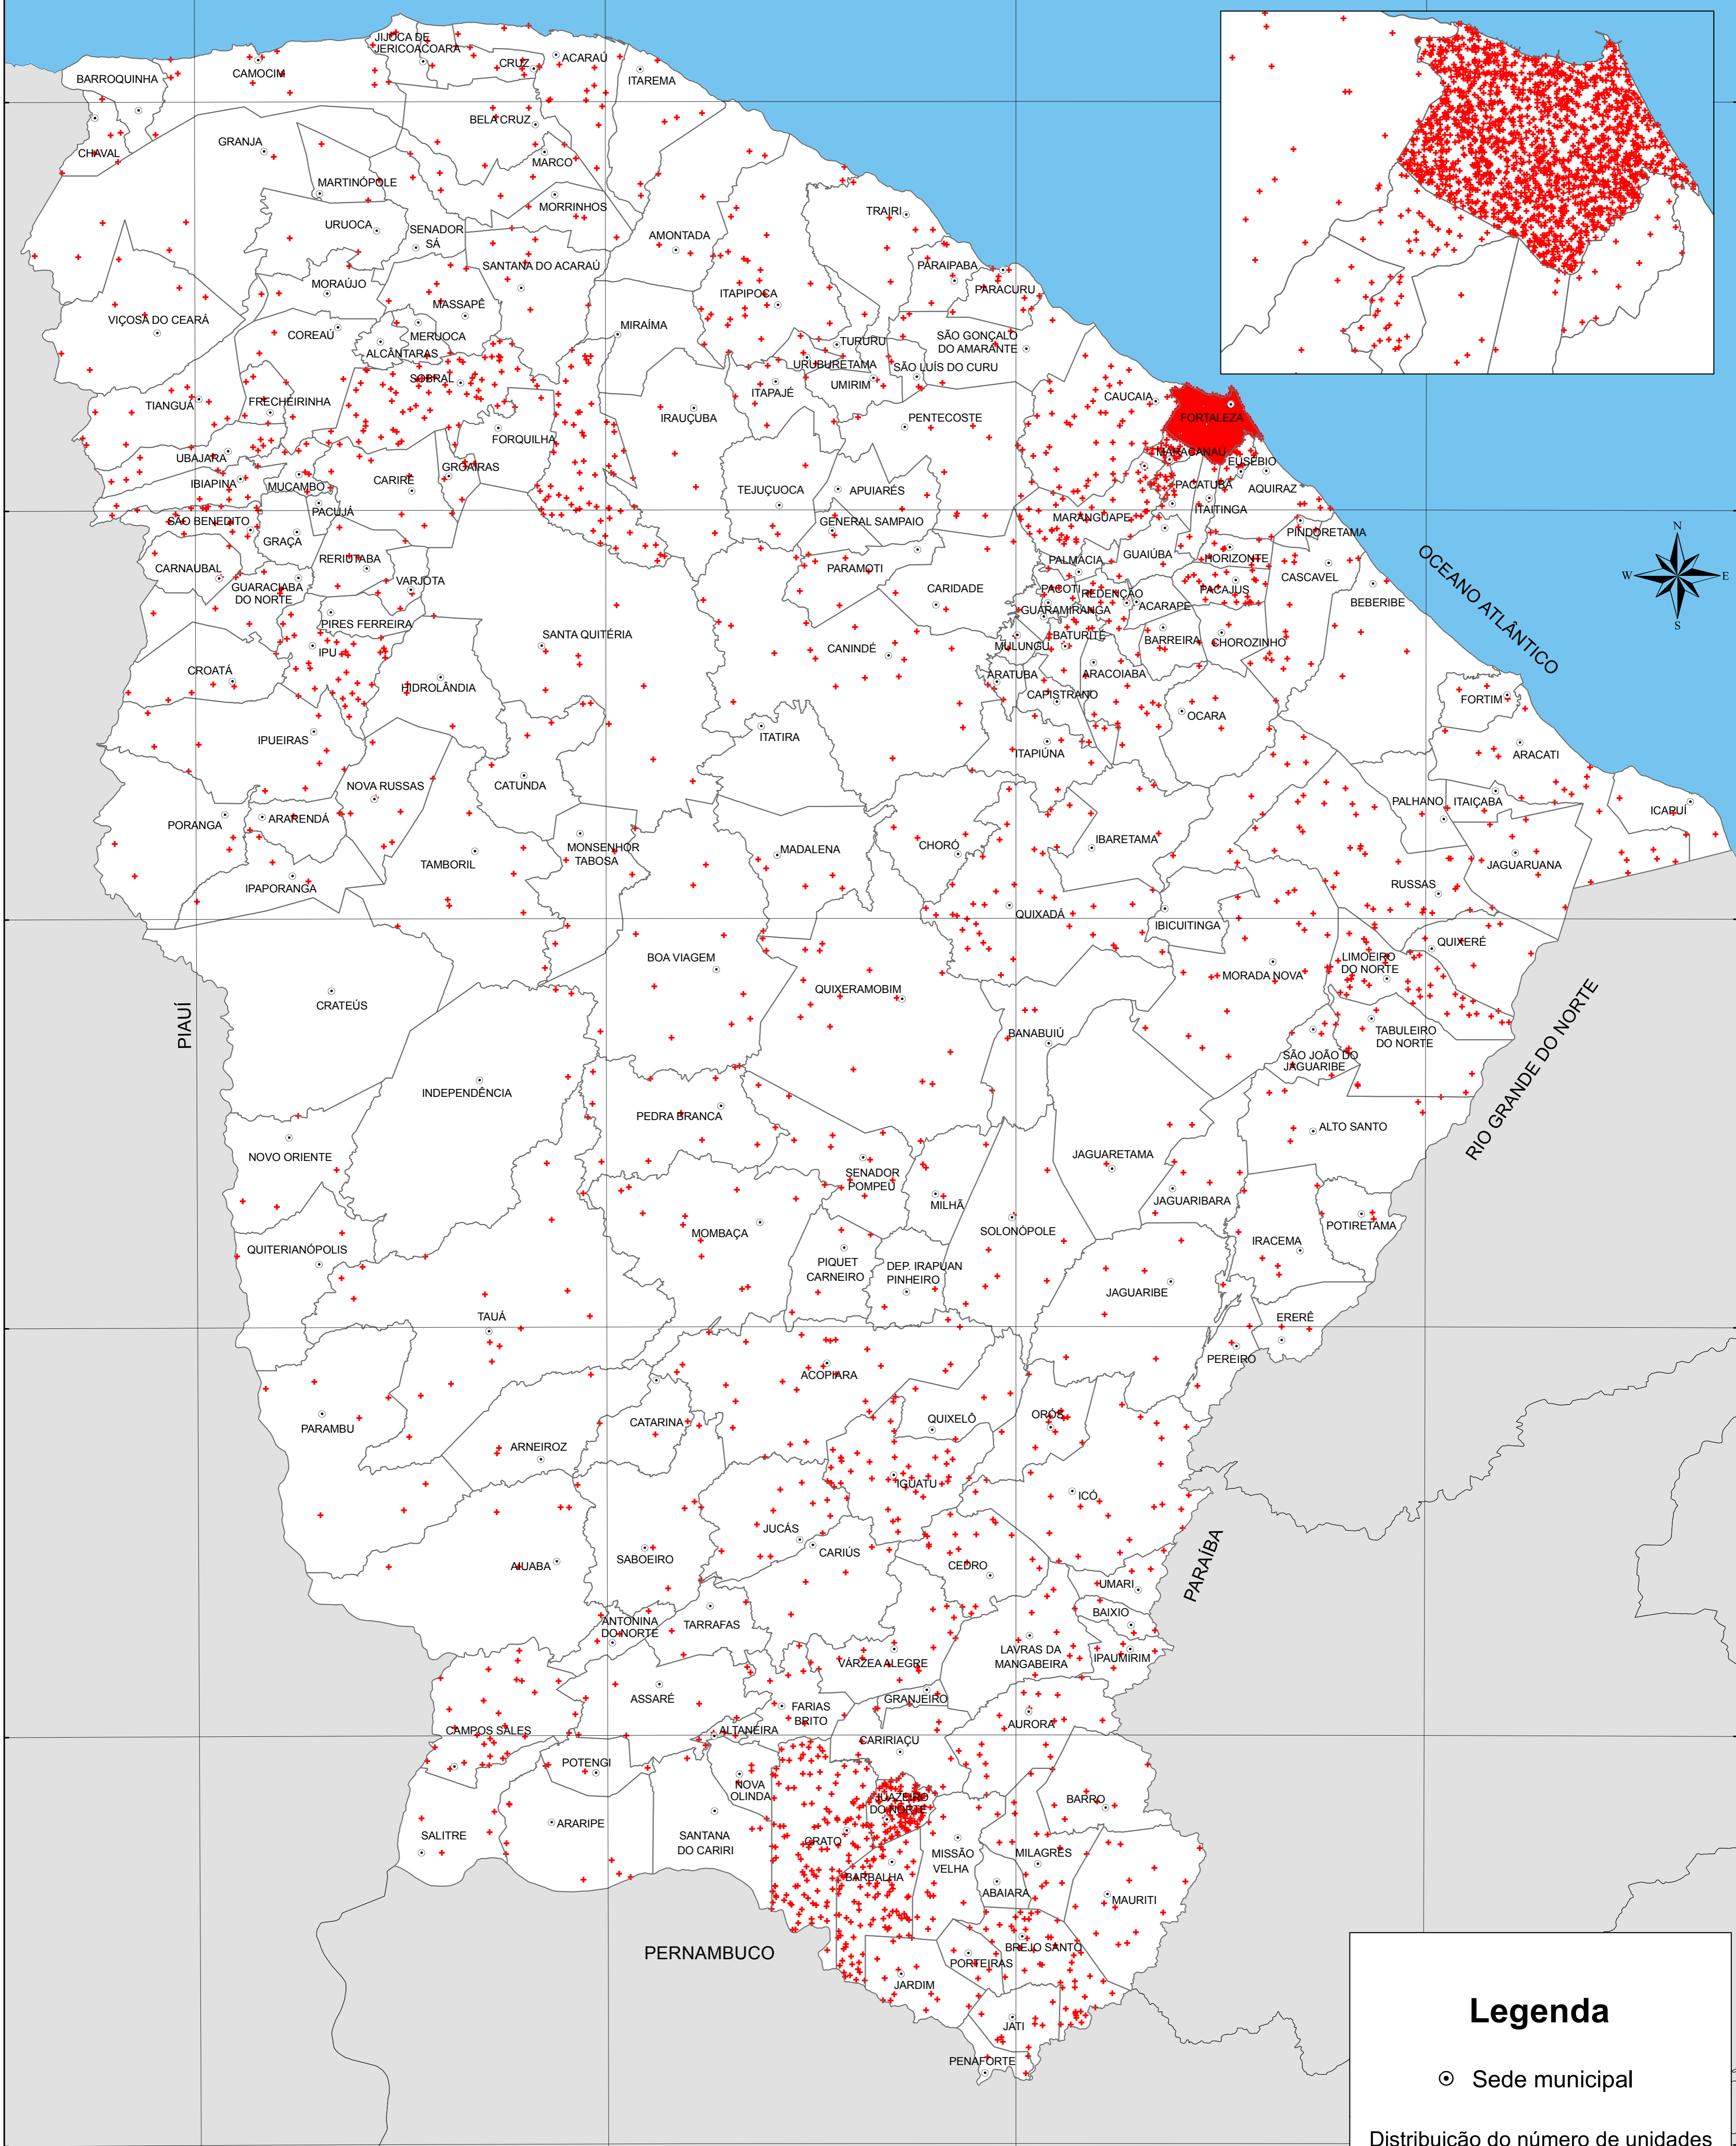 JIJOCA DE
JERICOACOARA
ACARAÚ
CRUZ
CAMOCIM
BARROQUINHA
ITAREMA
BELA CRUZ
GRANJA
CHAVAL
MARCO
MARTINÓPOLE
MORRINHOS
TRAIRI
URUOCA
SENADOR
SÁ
AMONTADA
SANTANA DO ACARAÚ
PARAIPABA
MORAÚJO
PARACURU
ITAPIPOCA
MASSAPÊ
VIÇOSA DO CEARÁ
MIRAÍMA
COREAÚ
MERUOCA
TURURU
SÃO GONÇALO
DO AMARANTE
ALCÂNTARAS
URUBURETAMA
SÃO LUÍS DO CURU
SOBRAL
UMIRIM
ITAPAJÉ
CAUCAIA
FRECHEIRINHA
TIANGUÁ
IRAUÇUBA
PENTECOSTE
FORTALEZA
FORQUILHA
MARACANAÚ
UBAJARA
EUSÉBIO
GROAÍRAS
CARIRÉ
IBIAPINA
MUCAMBO
PACATUBA
AQUIRAZ
TEJUÇUOCA
APUIARÉS
PACUJÁ
ITAITINGA
SÃO BENEDITO
GENERAL SAMPAIO
MARANGUAPE
N
PINDORETAMA
GRAÇA
GUAIÚBA
RERIUTABA
HORIZONTE
PALMÁCIA
CARNAUBAL
PARAMOTI
OCEANO ATLÂNTICO
W
E
VARJOTA
CASCAVEL
GUARACIABA
DO NORTE
CARIDADE
PACOTI
REDENÇÃO
PACAJUS
BEBERIBE
ACARAPE
GUARAMIRANGA
S
PIRES FERREIRA
SANTA QUITÉRIA
BATURITÉ
BARREIRA
CHOROZINHO
MULUNGU
CANINDÉ
IPU
CROATÁ
ARATUBA
ARACOIABA
HIDROLÂNDIA
CAPISTRANO
FORTIM
OCARA
ITATIRA
IPUEIRAS
ITAPIÚNA
ARACATI
NOVA RUSSAS
CATUNDA
PALHANO
ITAIÇABA
ICAPUÍ
PORANGA
ARARENDÁ
IBARETAMA
CHORÓ
MONSENHOR
TABOSA
MADALENA
TAMBORIL
JAGUARUANA
IPAPORANGA
RUSSAS
QUIXADÁ
IBICUITINGA
QUIXERÉ
BOA VIAGEM
LIMOEIRO
DO NORTE
MORADA NOVA
QUIXERAMOBIM
CRATEÚS
PIAUÍ
BANABUIÚ
TABULEIRO
DO NORTE
RIO GRANDE DO NORTE
SÃO JOÃO DO
JAGUARIBE
INDEPENDÊNCIA
PEDRA BRANCA
ALTO SANTO
NOVO ORIENTE
JAGUARETAMA
SENADOR
POMPEU
JAGUARIBARA
MILHÃ
POTIRETAMA
MOMBAÇA
SOLONÓPOLE
IRACEMA
QUITERIANÓPOLIS
PIQUET
CARNEIRO
DEP. IRAPUAN
PINHEIRO
JAGUARIBE
TAUÁ
ERERÊ
PEREIRO
ACOPIARA
ORÓS
QUIXELÔ
CATARINA
PARAMBU
ARNEIROZ
IGUATU
ICÓ
JUCÁS
PARAÍBA
CARIÚS
SABOEIRO
AIUABA
CEDRO
UMARI
BAIXIO
ANTONINA
DO NORTE
TARRAFAS
LAVRAS DA
MANGABEIRA
IPAUMIRIM
VÁRZEA ALEGRE
ASSARÉ
GRANJEIRO
FARIAS
BRITO
AURORA
CAMPOS SALES
ALTANEIRA
CARIRIAÇU
POTENGI
NOVA
OLINDA
JUAZEIRO
DO NORTE
BARRO
ARARIPE
SALITRE
SANTANA
DO CARIRI
CRATO
MISSÃO
VELHA
MILAGRES
BARBALHA
ABAIARA
MAURITI
PERNAMBUCO
BREJO SANTO
PORTEIRAS
JARDIM
JATI
PENAFORTE
Legenda
Sede municipal
Distribuição do número de unidades